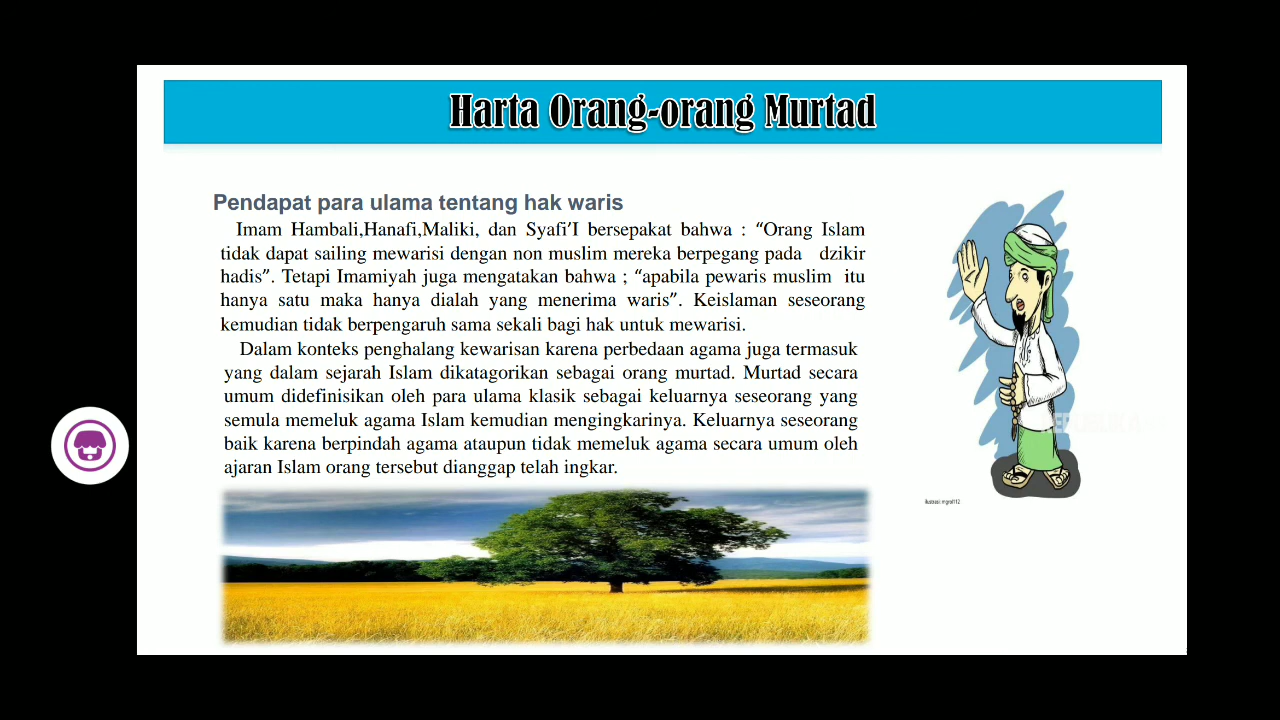 Harta Orang-orang Murtad
Pendapat para ulama tentang hak waris
Imam Hambali,Hanafi,Maliki, dan Syafi’I bersepakat bahwa : “Orang Islam
tidak dapat sailing mewarisi dengan non muslim mereka berpegang pada dzikir
hadis”. Tetapi Imamiyah juga mengatakan bahwa ; “apabila pewaris muslim itu
hanya satu maka hanya dialah yang menerima waris”. Keislaman seseorang
kemudian tidak berpengaruh sama sekali bagi hak untuk mewarisi.
Dalam konteks penghalang kewarisan karena perbedaan agama juga termasuk
yang dalam sejarah Islam dikatagorikan sebagai orang murtad. Murtad secara
umum didefinisikan oleh para ulama klasik sebagai keluarnya seseorang yang
semula memeluk agama Islam kemudian mengingkarinya. Keluarnya seseorang
baik karena berpindah agama ataupun tidak memeluk agama secara umum oleh
ajaran Islam orang tersebut dianggap telah ingkar.
REPUBLIKA
ilustrasi mgrol112